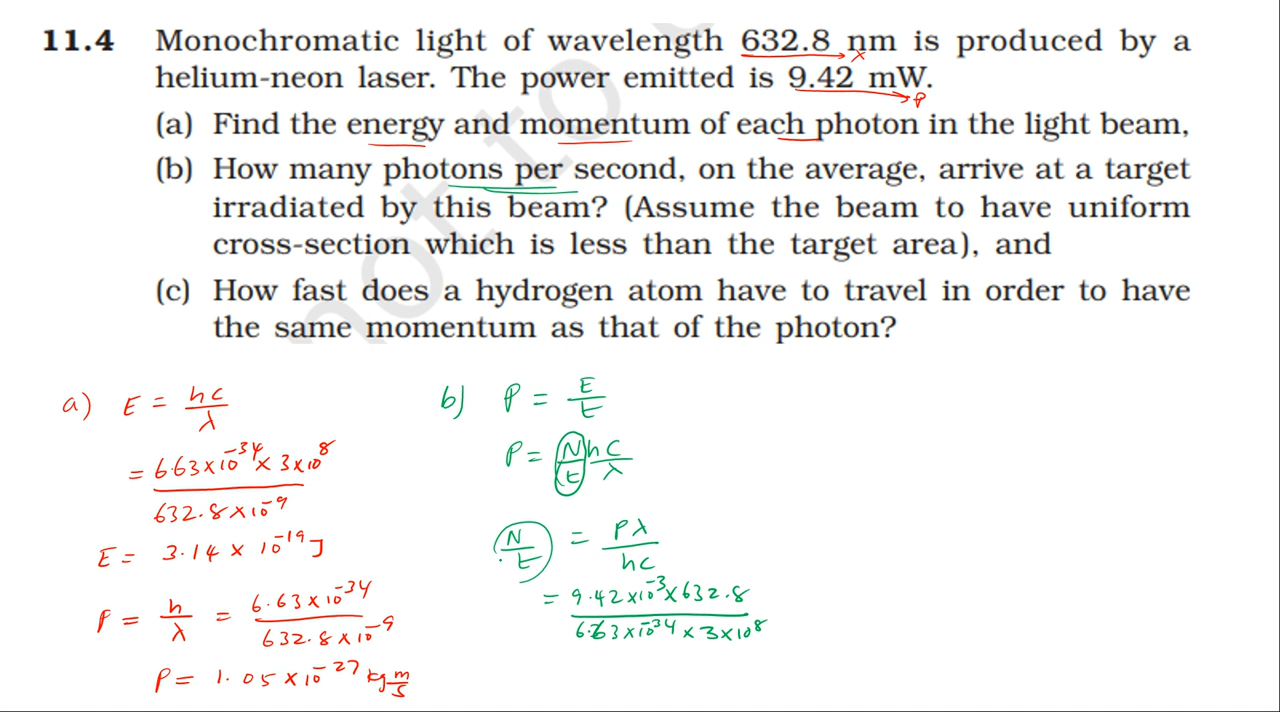 11.4 Monochromatic light of wavelength 632.8 nm is produced by a
λ
helium-neon laser. The power emitted is 9.42 mW.
P
(a) Find the energy and momentum of each photon in the light beam,
(b) How many photons per second, on the average, arrive at a target
irradiated by this beam? (Assume the beam to have uniform
cross-section which is less than the target area), and
(c) How fast does a hydrogen atom have to travel in order to have
the same momentum as that of the photon?
not to
a) E = hc/λ
= 6.63×10^-34 × 3×10^8 / 632.8×10^-9
E = 3.14 × 10^-19 J
P = h/λ = 6.63×10^-34 / 632.8×10^-9
P = 1.05×10^-27 kg m/s
b) P = E/t
P = N/t hc/λ
N/t = Pλ/hc
= 9.42×10^-3×632.8 / 6.63×10^-34 × 3×10^8